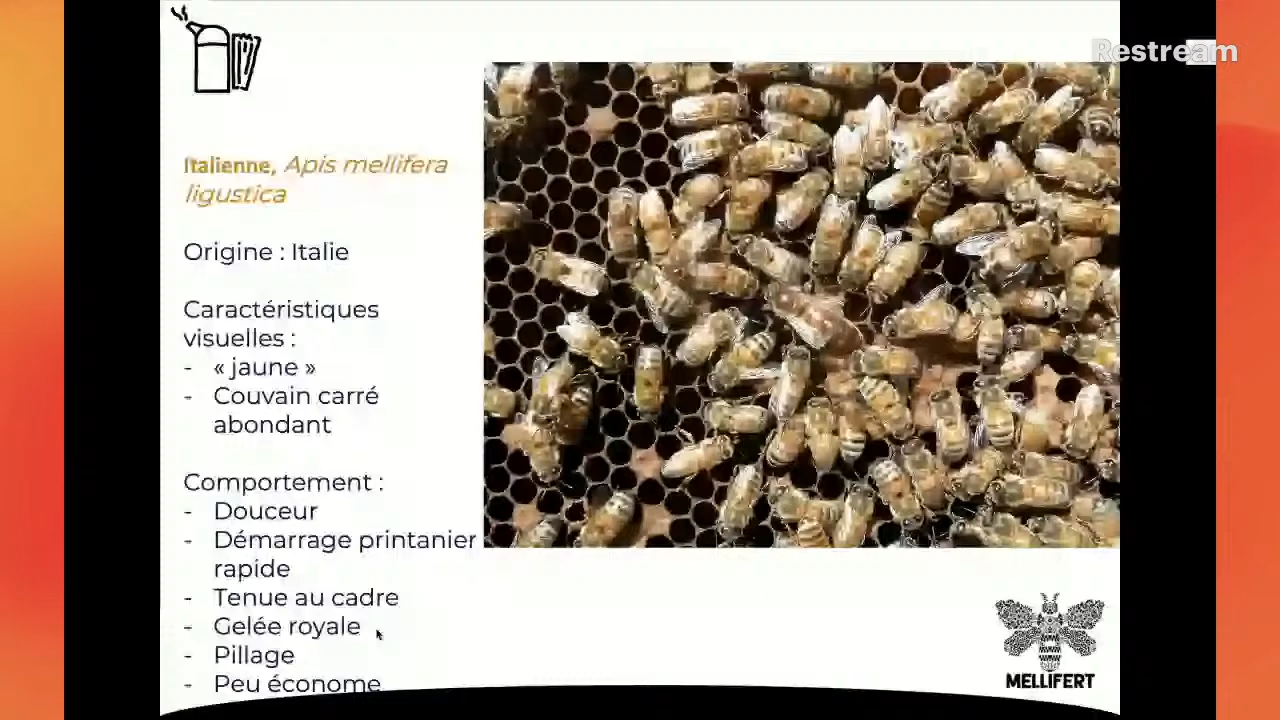 Restream
Italienne, Apis mellifera
ligustica
Origine : Italie
Caractéristiques
visuelles :
- « jaune »
- Couvain carré
abondant
Comportement :
- Douceur
- Démarrage printanier
rapide
- Tenue au cadre
- Gelée royale
- Pillage
- Peu économe
MELLIFERT